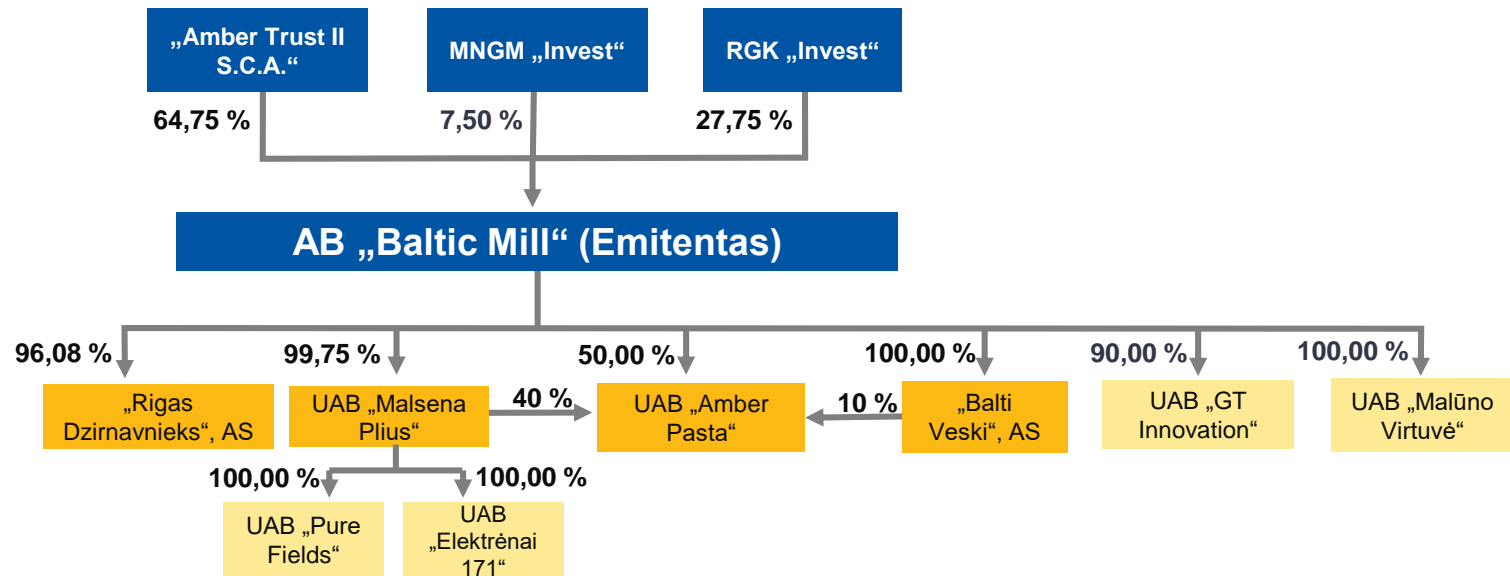 „Amber Trust II
S.C.A.“
MNGM „Invest“
RGK „Invest“
64,75 %
7,50 %
27,75 %
AB „Baltic Mill“ (Emitentas)
96,08 %
99,75 %
50,00 %
100,00 %
90,00 %
100,00 %
„Rigas
Dzirnavnieks“, AS
UAB „Malsena
Plius“
40 %
UAB „Amber
Pasta“
10 %
„Balti
Veski“, AS
UAB „GT
Innovation“
UAB „Malūno
Virtuvė“
100,00 %
100,00 %
UAB „Pure
Fields“
UAB
„Elektrėnai
171“